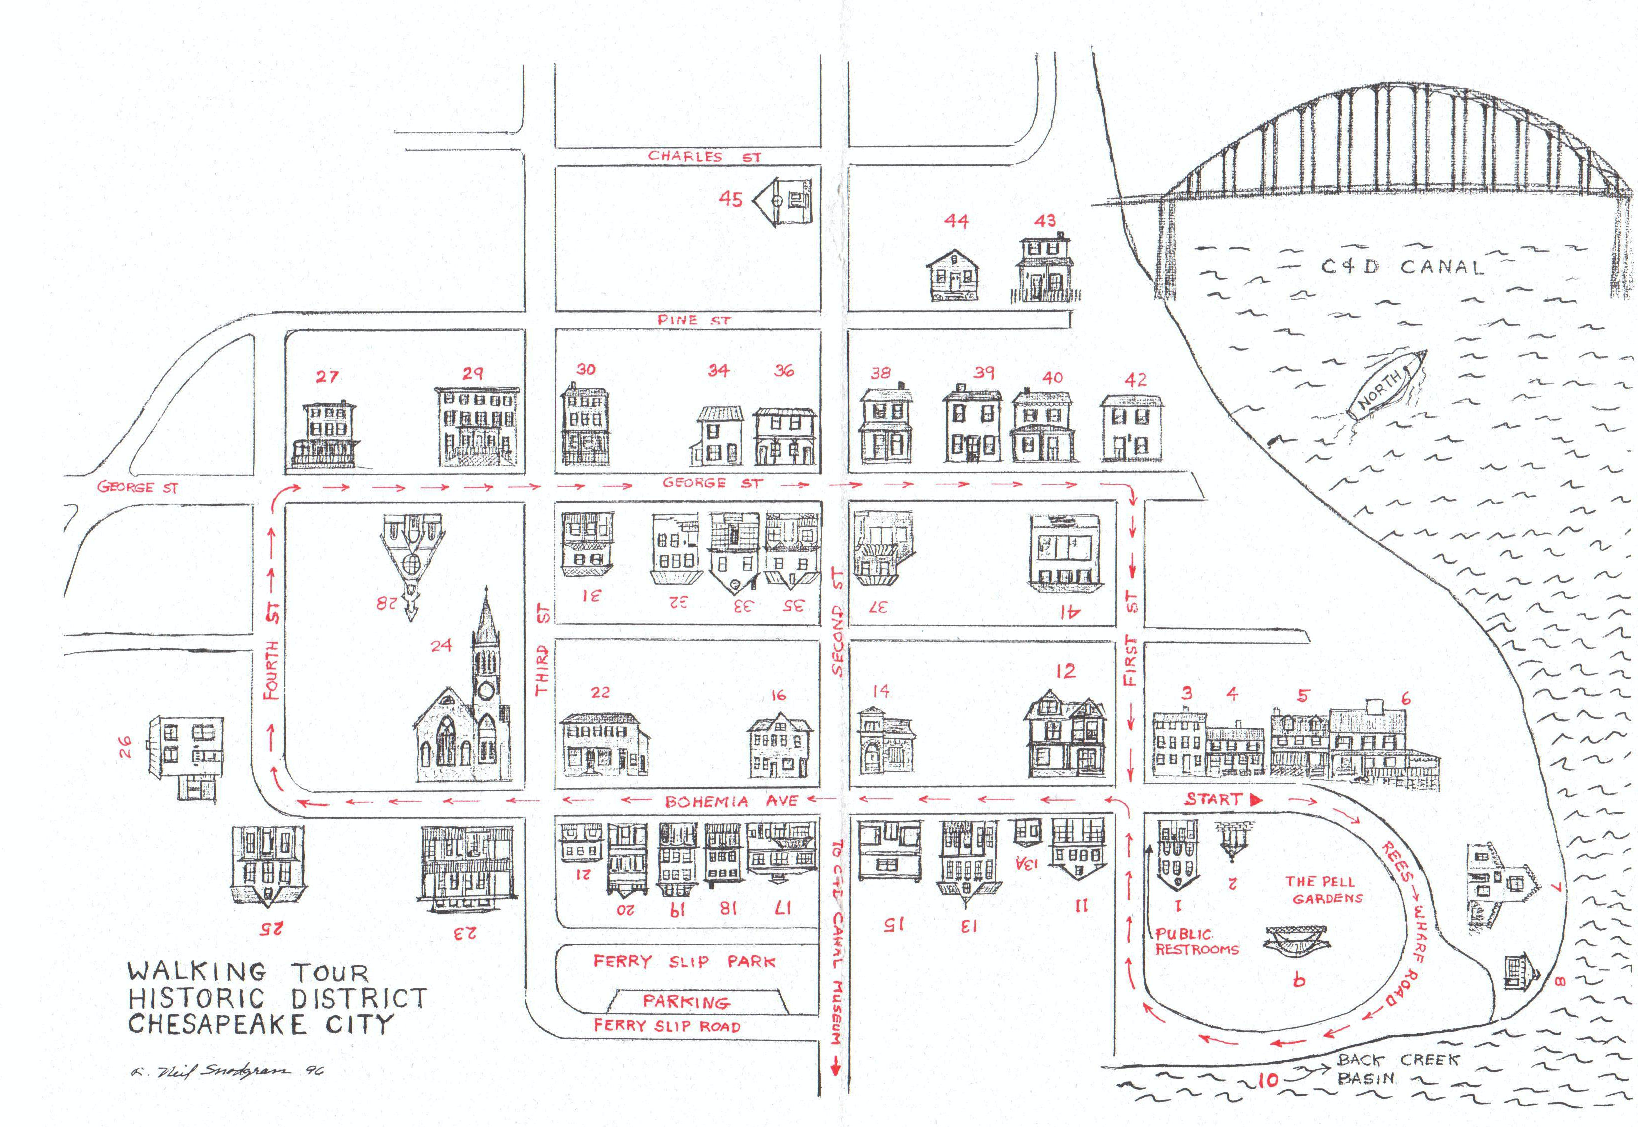 CHARLES ST
45
44
43
C&D CANAL
PINE ST
NORTH
27
29
30
34
36
38
39
40
42
GEORGE ST
GEORGE ST
28
31
32
33
35
37
41
FOURTH ST
THIRD ST
SECOND ST
FIRST ST
24
22
16
14
12
3
4
5
6
26
BOHEMIA AVE
START
25
23
21
20
19
18
17
15
13
13A
11
1
2
REES WHARF ROAD
THE PELL
GARDENS
7
PUBLIC
RESTROOMS
9
8
TO C+D CANAL MUSEUM
FERRY SLIP PARK
PARKING
FERRY SLIP ROAD
WALKING TOUR
HISTORIC DISTRICT
CHESAPEAKE CITY
R. Neil Snodgrass 96
10
BACK CREEK
BASIN